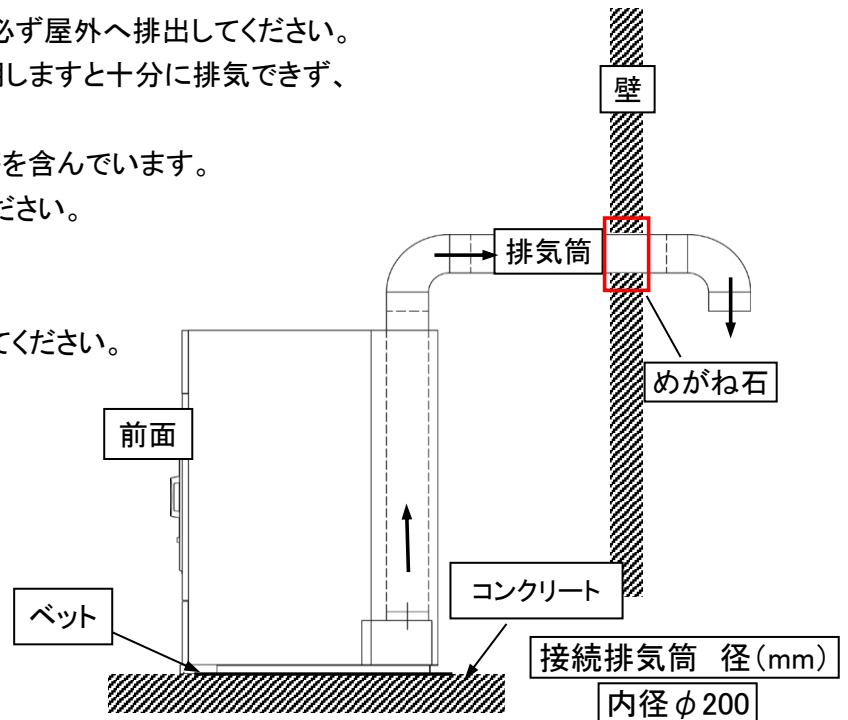 必ず屋外へ排出してください。
しますと十分に排気できず、
を含んでいます。
ださい。
てください。
壁
排気筒
めがね石
前面
コンクリート
ベット
接続排気筒 径(mm)
内径φ200